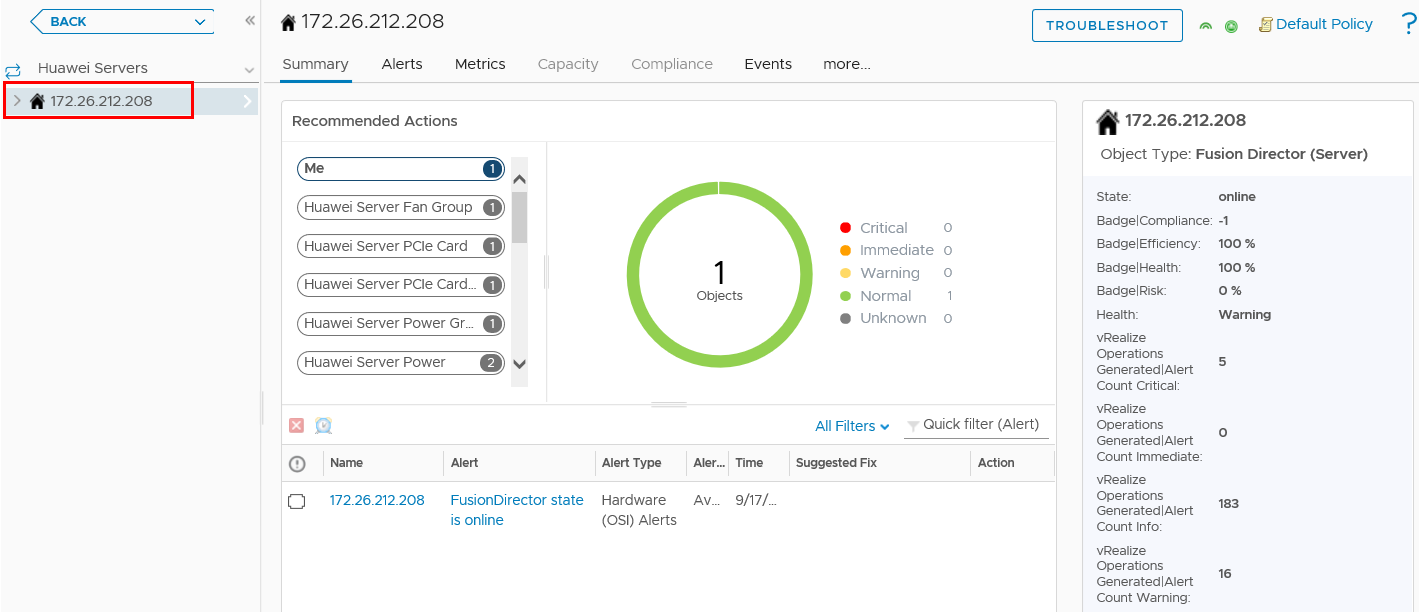 BACK
Huawei Servers
172.26.212.208
172.26.212.208
TROUBLESHOOT
Default Policy
?
Summary Alerts Metrics Capacity Compliance Events more...
Recommended Actions
Me 1
Huawei Server Fan Group 1
Huawei Server PCIe Card 1
Huawei Server PCIe Card... 1
Huawei Server Power Gr... 1
Huawei Server Power 2
1
Objects
Critical 0
Immediate 0
Warning 0
Normal 1
Unknown 0
All Filters Quick filter (Alert)
Name Alert Alert Type Aler... Time Suggested Fix Action
172.26.212.208 FusionDirector state Hardware Av... 9/17/...
is online (OSI) Alerts
172.26.212.208
Object Type: Fusion Director (Server)
State: online
Badge|Compliance: -1
Badge|Efficiency: 100 %
Badge|Health: 100 %
Badge|Risk: 0 %
Health: Warning
vRealize
Operations
Generated|Alert 5
Count Critical:
vRealize
Operations
Generated|Alert 0
Count Immediate:
vRealize
Operations
Generated|Alert 183
Count Info:
vRealize
Operations
Generated|Alert 16
Count Warning: